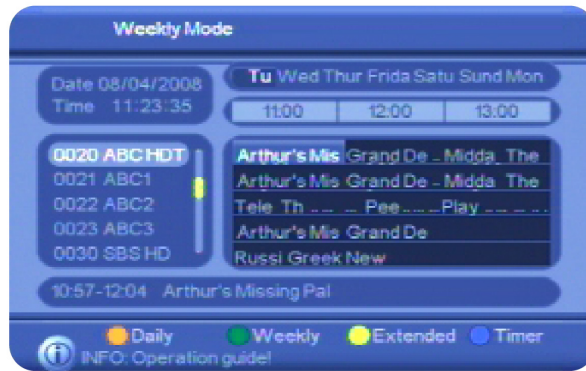 Weekly Mode
Date 08/04/2008
Time 11:23:35
Tu Wed Thur Frida Satu Sund Mon
11:00 12:00 13:00
0020 ABC HDT
0021 ABC1
0022 ABC2
0023 ABC3
0030 SBS HD
Arthur's Mis Grand De .. Midda. The
Arthur's Mis Grand De .. Midda. The
Tele Th ... ... Pee..... Play ... ... ..
Arthur's Mis Grand De
Russi Greek New
10:57-12:04 Arthur's Missing Pal
Daily Weekly Extended Timer
INFO: Operation guide!